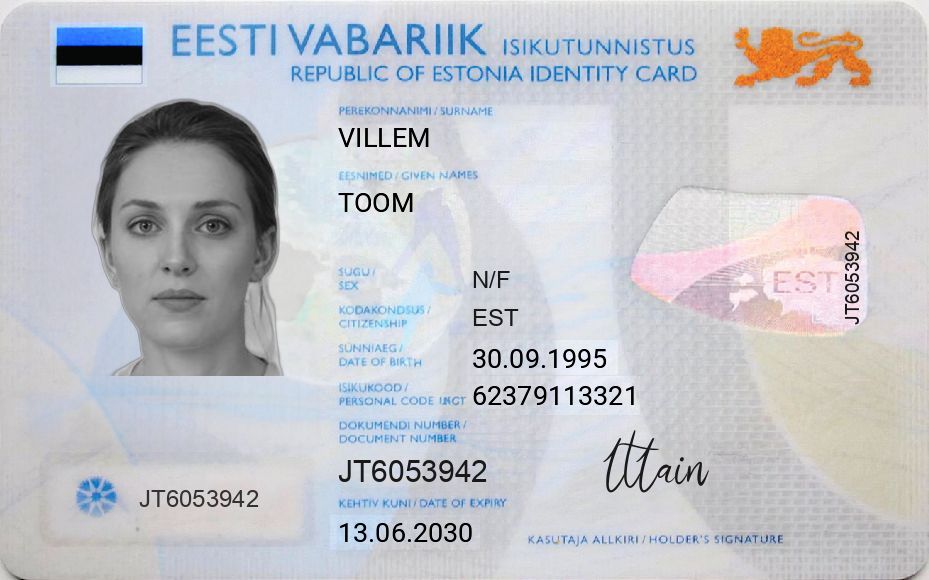 EESTI VABARIIK ISIKUTUNNISTUS
REPUBLIC OF ESTONIA IDENTITY CARD
PEREKONNANIMI / SURNAME
VILLEM
EESNIMED / GIVEN NAMES
TOOM
SUGU / SEX
N/F
KODAKONDSUS / CITIZENSHIP
EST
SÜNNIAEG / DATE OF BIRTH
30.09.1995
ISIKUKOOD / PERSONAL CODE
62379113321
DOKUMENDI NUMBER / DOCUMENT NUMBER
JT6053942
KEHTIV KUNI / DATE OF EXPIRY
13.06.2030
JT6053942
EST
JT6053942
KASUTAJA ALLKIRI / HOLDER'S SIGNATURE